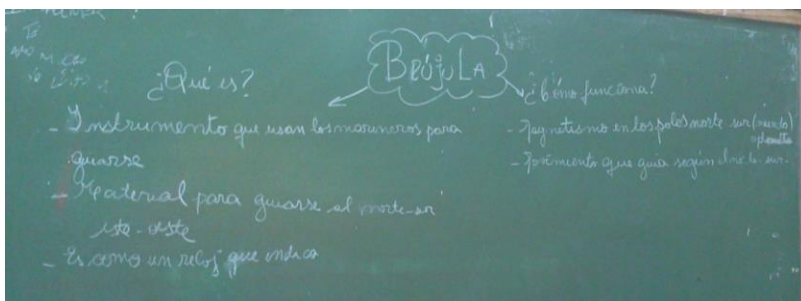 BRÚJULA
¿Qué es?
- Instrumento que usan los marineros para
guiarse
- Material para guiarse al norte-sur
este-oeste
- Es como un reloj que indica
¿Cómo funciona?
- Magnetismo en los polos norte sur (mundo)
- Movimiento que guía según el norte sur.